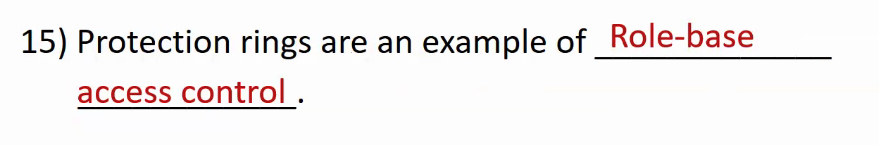 15) Protection rings are an example of Role-base
access control.